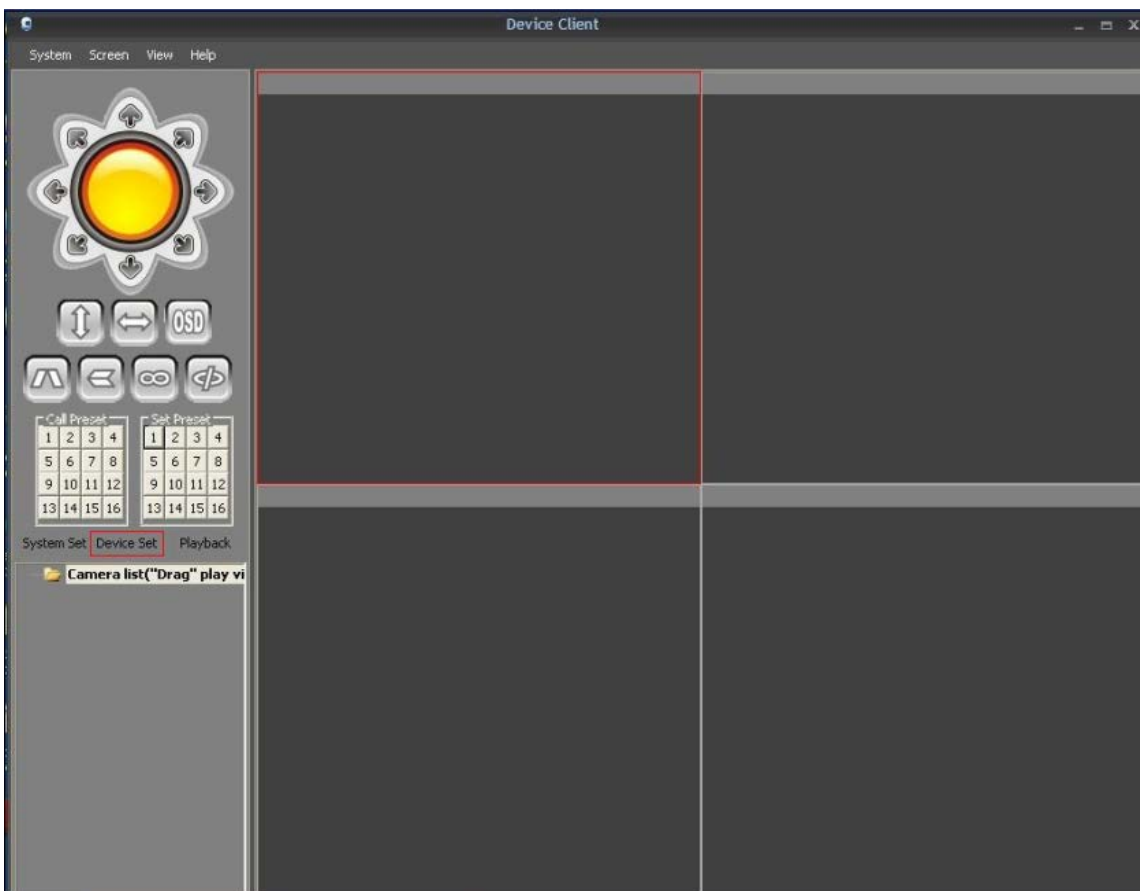 Device Client
System Screen View Help
OSD
Call Preset Set Preset
1 2 3 4 1 2 3 4
5 6 7 8 5 6 7 8
9 10 11 12 9 10 11 12
13 14 15 16 13 14 15 16
System Set Device Set Playback
Camera list("Drag" play vi